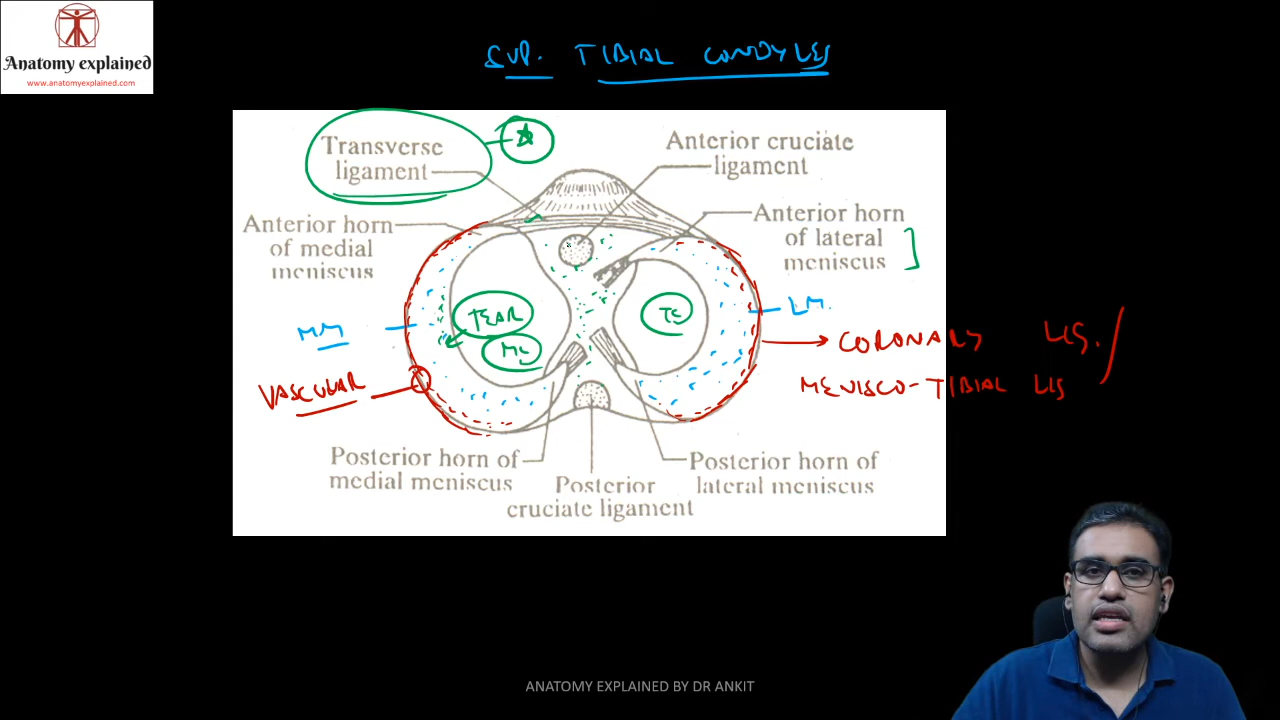 Anatomy explained
www.anatomyexplained.com
SUP. TIBIAL CONDYLES
Transverse
ligament
Anterior cruciate
ligament
Anterior horn
of medial
meniscus
Anterior horn
of lateral
meniscus
MM
TEAR
LM
VASCULAR
CORONARY LIG.
MENISCO-TIBIAL LIG
Posterior horn of
medial meniscus
Posterior
cruciate ligament
Posterior horn of
lateral meniscus
ANATOMY EXPLAINED BY DR ANKIT